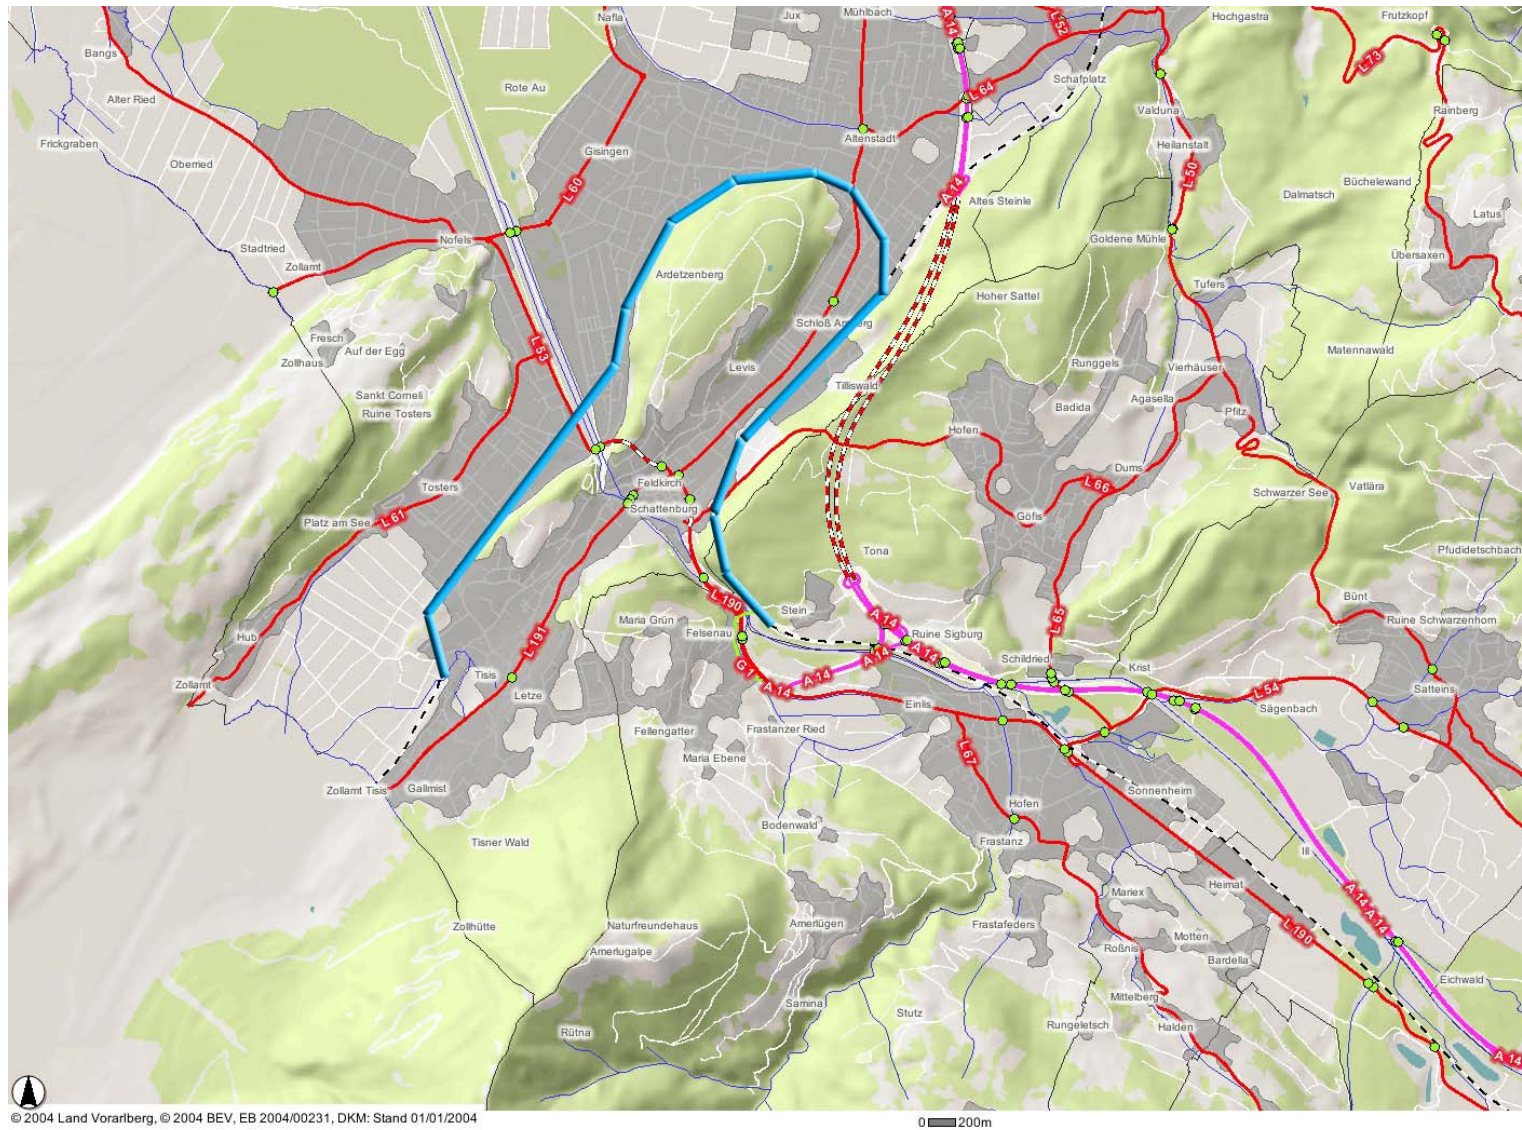 Nafla
Jux
Mühlbach
A 14
L 52
Hochgastra
Frutzkopf
Bangs
L 73
Rote Au
Schafplatz
L 64
Alter Ried
Valduna
Rainberg
Frickgraben
Altenstadt
Heilanstalt
Gisingen
Oberried
L 60
L 50
Büchelewand
Dalmatsch
A 14
Altes Steinle
Latus
Stadtried
Nofels
Goldene Mühle
Übersaxen
Zollamt
Ardetzenberg
Tufers
Hoher Sattel
Schloß Amberg
Fresch
L 53
Auf der Egg
Zollhaus
Matennawald
Levis
Runggels
Vierhäuser
Tilliswald
Sankt Corneli
Ruine Tosters
Agasella
Badida
Pfitz
Hofen
Dums
Tosters
Feldkirch
L 66
Vatlära
Schwarzer See
Schattenburg
Platz am See
L 61
Göfis
Tona
Pfudidetschbach
L 190
Bünt
Stein
A 14
L 65
Maria Grün
Felsenau
Ruine Sigburg
Ruine Schwarzenhorn
Hub
L 191
A 14
A 14
Schildried
Krist
G 1
A 14
A 14
Tisis
Zollamt
Letze
L 54
Satteins
Einlis
Sägenbach
Fellengatter
Frastanzer Ried
L 67
Maria Ebene
Zollamt Tisis
Gallmist
Sonnenheim
Hofen
Bodenwald
Tisner Wald
Frastanz
Ill
Heimat
Mariex
A 14
A 14
Zollhütte
Naturfreundehaus
Amerlügen
Frastafeders
L 190
Motten
Amerlugalpe
Roßnis
Bardella
Eichwald
Mittelberg
Samina
Stutz
Rungeletsch
Halden
Rütna
A 14
© 2004 Land Vorarlberg, © 2004 BEV, EB 2004/00231, DKM: Stand 01/01/2004
0 200m